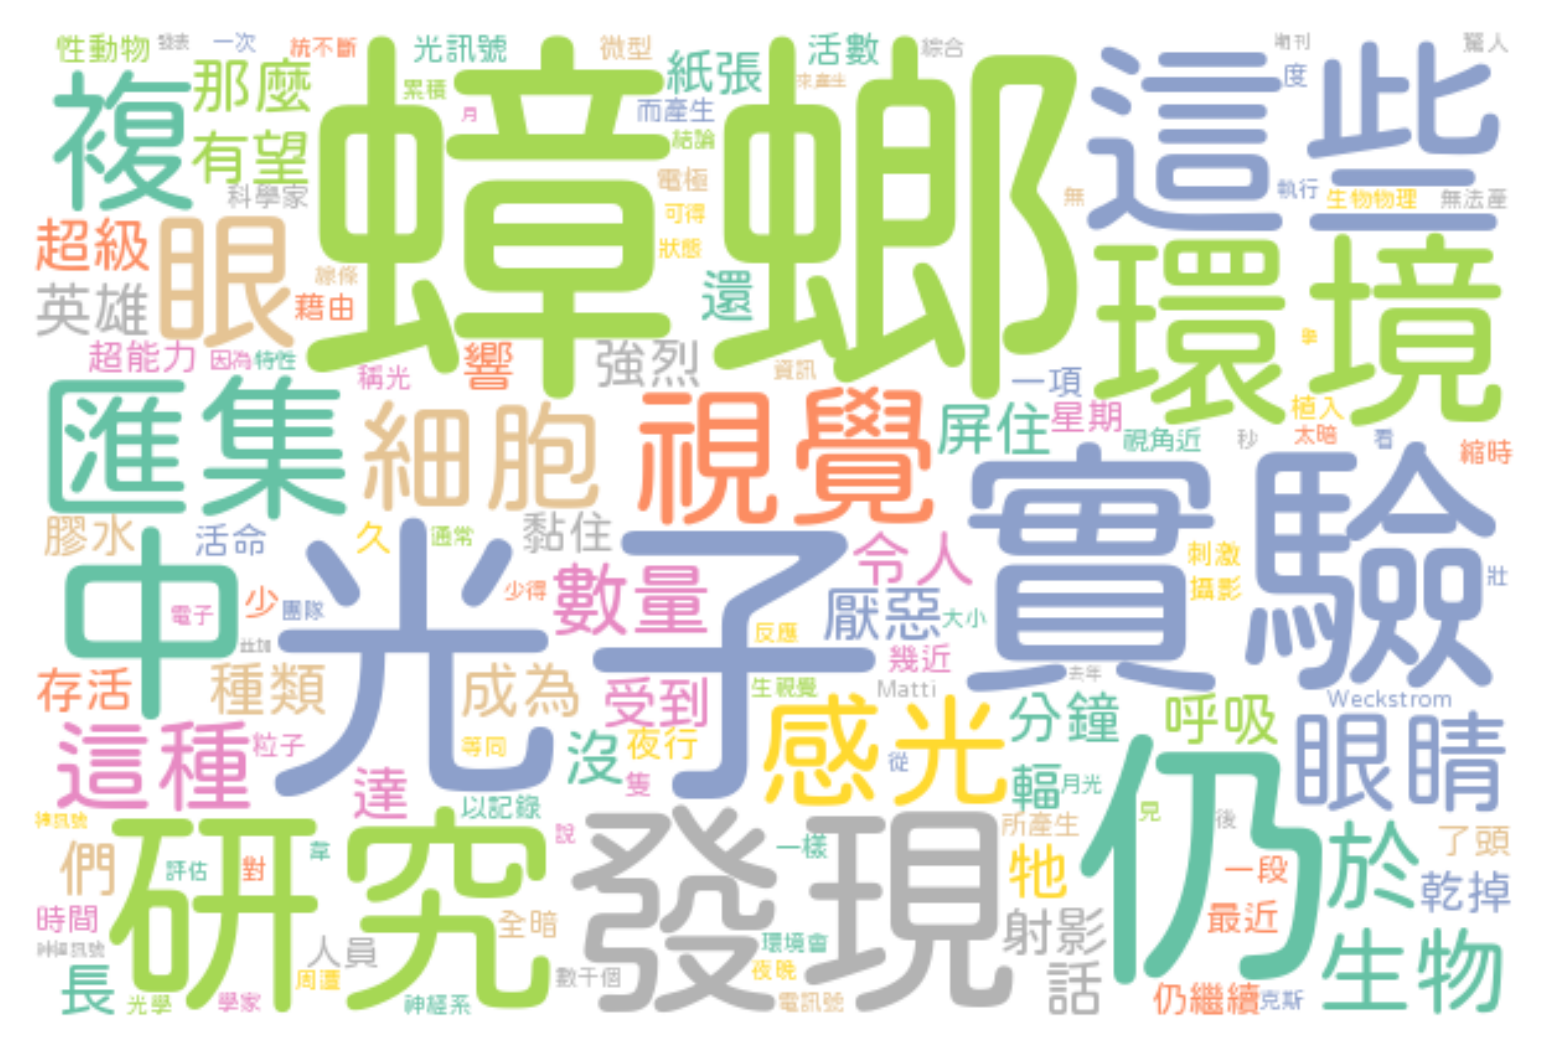 性動物
發表
一次
統不斷
光訊號
微型
活數
綜合
期刊
驚人
那麼
紙張
來產生
度
這些
複
蟑螂
累積
月
而產生
有望
結論
電極
科學家
可得
無
執行
生物物理
無法產
超級
眼
狀態
環境
線條
還
英雄
藉由
超能力
因為
特性
響
強烈
稱光
資訊
一項
學
匯集
細胞
視覺
屏住
星期
植入
視角近
秒
太暗
看
縮時
實驗
膠水
活命
久
通常
黏住
令人
刺激
中
光子
電子
少
團隊
少得
數量
厭惡
大小
攝影
壯
反應
益加
幾近
去年
存活
種類
成為
受到
生視覺
Matti
Weckstrom
感光
分鐘
呼吸
眼睛
這種
粒子
等同
沒
夜行
從
達
隻
輻
月光
仍
以記錄
兒
後
神訊號
研究
發現
說
所產生
於
了頭
們
評估
對
韋
一樣
牠
一段
乾掉
時間
全暗
射影
最近
神經訊號
人員
環境會
生物
長
周遭
數千個
夜晚
話
光學
學家
神經系
電訊號
仍繼續
克斯